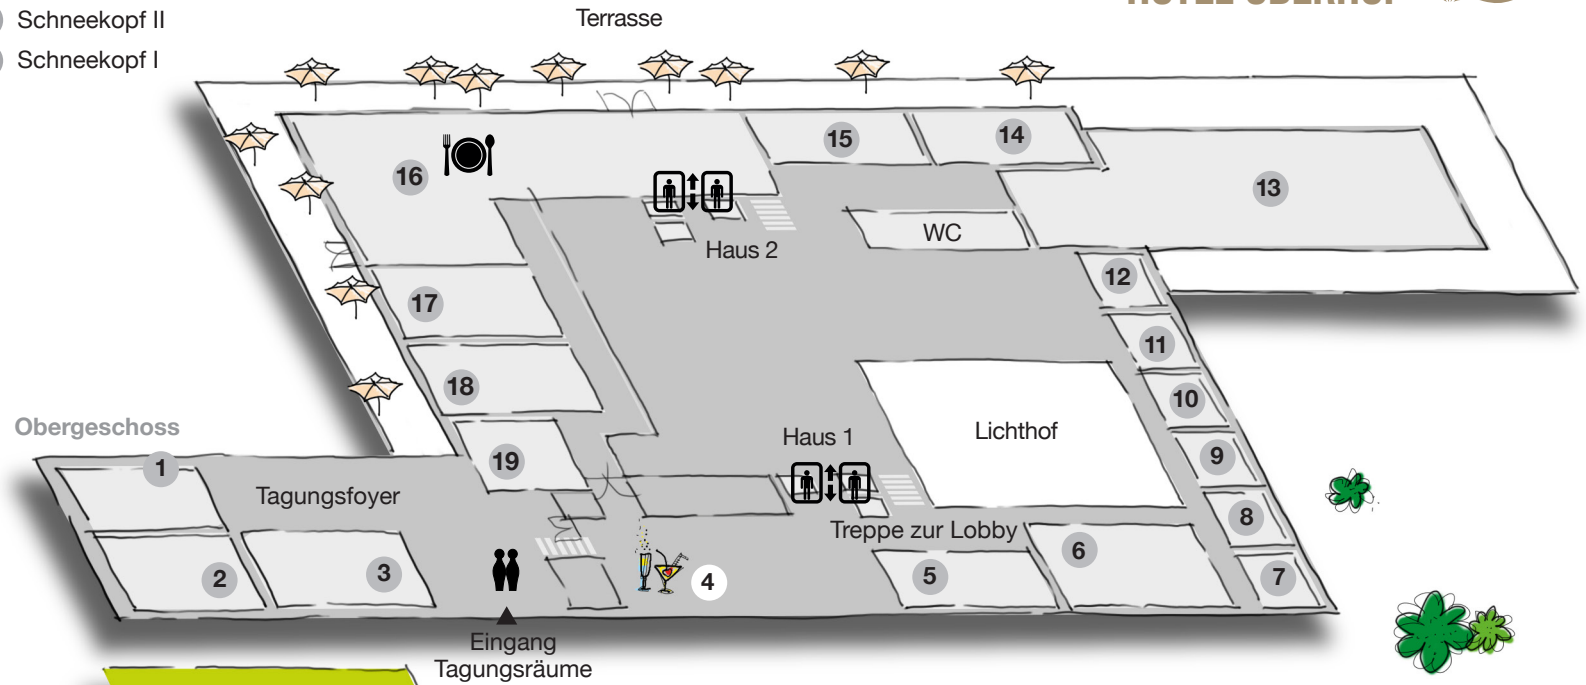 Schneekopf II
Schneekopf I
Terrasse
15
14
16
13
WC
Haus 2
12
17
11
18
10
Obergeschoss
Haus 1
Lichthof
1
19
9
Tagungsfoyer
8
Treppe zur Lobby
6
2
3
4
5
7
Eingang
Tagungsräume